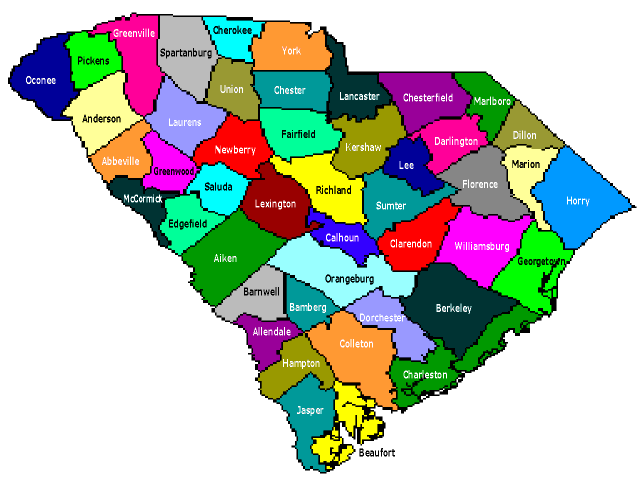 Greenville
Cherokee
Spartanburg
York
Pickens
Oconee
Union
Chester
Lancaster
Chesterfield
Marlboro
Anderson
Laurens
Fairfield
Kershaw
Darlington
Dillon
Newberry
Abbeville
Greenwood
Lee
Marion
Saluda
Richland
Florence
McCormick
Lexington
Sumter
Horry
Edgefield
Calhoun
Clarendon
Williamsburg
Aiken
Georgetown
Orangeburg
Barnwell
Bamberg
Berkeley
Dorchester
Allendale
Colleton
Hampton
Charleston
Jasper
Beaufort